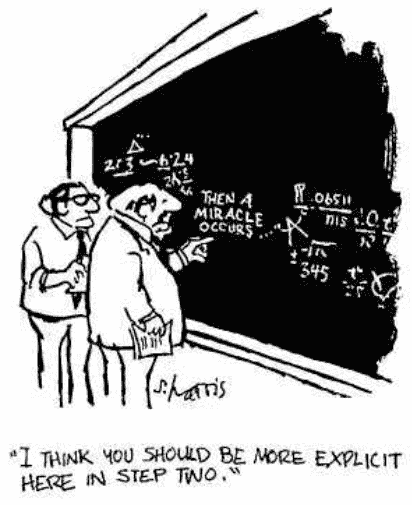 THEN A
MIRACLE
OCCURS...
.06511
345
S. Harris
"I THINK YOU SHOULD BE MORE EXPLICIT
HERE IN STEP TWO."